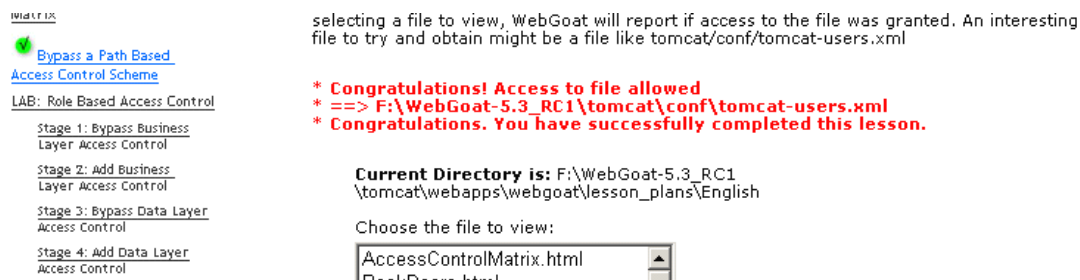 Matrix
Bypass a Path Based
Access Control Scheme
LAB: Role Based Access Control
Stage 1: Bypass Business
Layer Access Control
Stage 2: Add Business
Layer Access Control
Stage 3: Bypass Data Layer
Access Control
Stage 4: Add Data Layer
Access Control
selecting a file to view, WebGoat will report if access to the file was granted. An interesting
file to try and obtain might be a file like tomcat/conf/tomcat-users.xml
* Congratulations! Access to file allowed
* ==> F:\WebGoat-5.3_RC1\tomcat\conf\tomcat-users.xml
* Congratulations. You have successfully completed this lesson.
Current Directory is: F:\WebGoat-5.3_RC1
\tomcat\webapps\webgoat\lesson_plans\English
Choose the file to view:
AccessControlMatrix.html
BackDoors.html